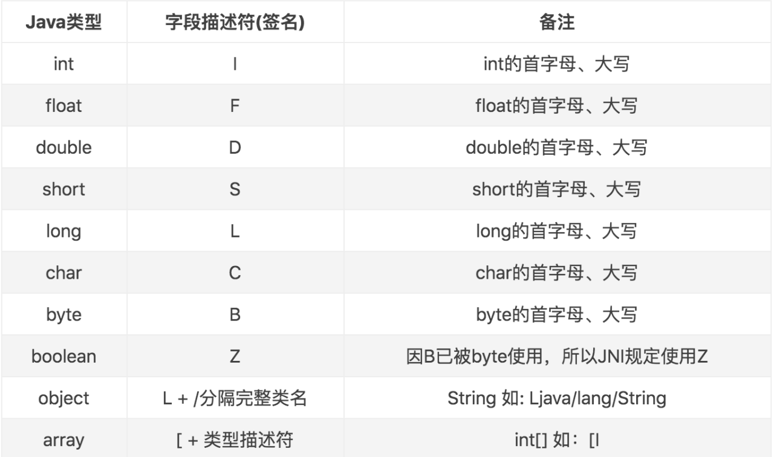 Java类型 字段描述符(签名) 备注
int I int的首字母、大写
float F float的首字母、大写
double D double的首字母、大写
short S short的首字母、大写
long L long的首字母、大写
char C char的首字母、大写
byte B byte的首字母、大写
boolean Z 因B已被byte使用，所以JNI规定使用Z
object L + /分隔完整类名 String 如: Ljava/lang/String
array [ + 类型描述符 int[] 如：[I